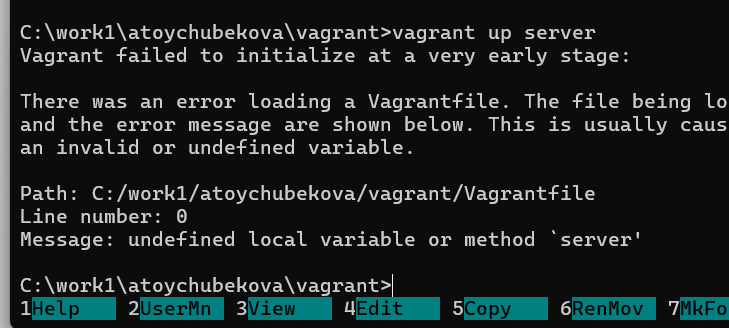 C:\work1\atoychubekova\vagrant>vagrant up server
Vagrant failed to initialize at a very early stage:
There was an error loading a Vagrantfile. The file being lo
and the error message are shown below. This is usually caus
an invalid or undefined variable.
Path: C:/work1/atoychubekova/vagrant/Vagrantfile
Line number: 0
Message: undefined local variable or method `server'
C:\work1\atoychubekova\vagrant>
1Help 2UserMn 3View 4Edit 5Copy 6RenMov 7MkFo